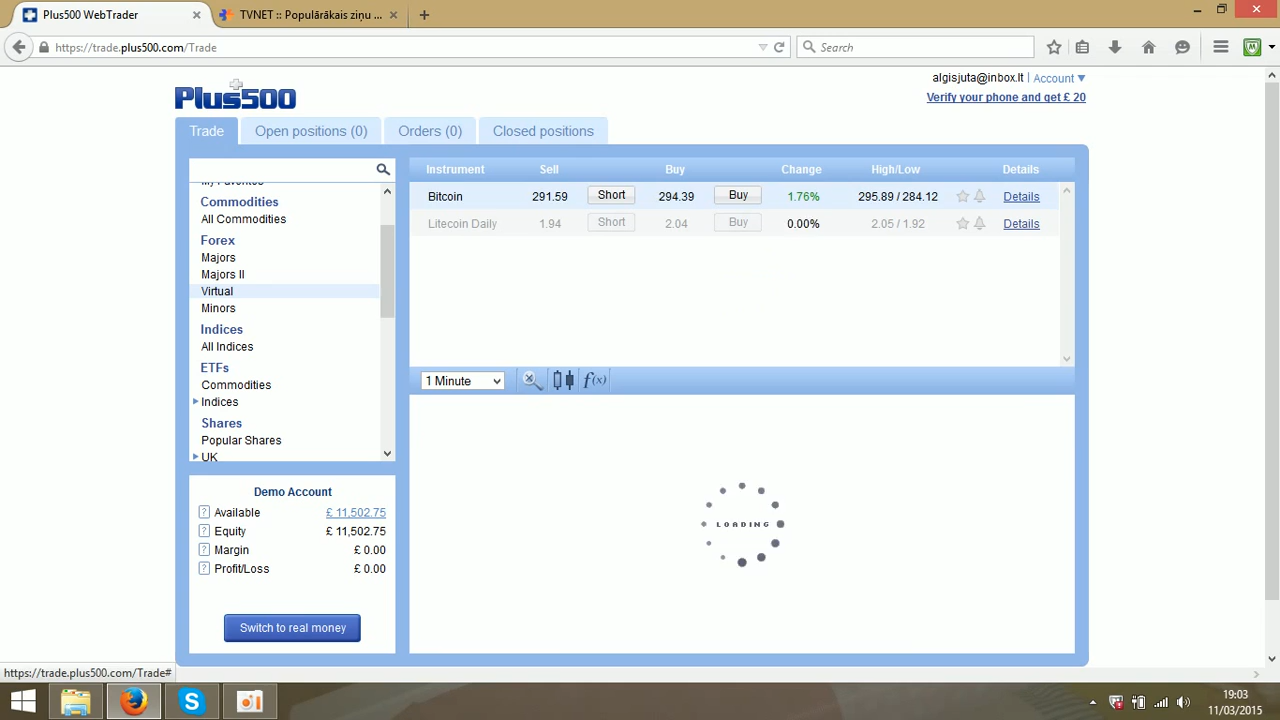 Plus500 WebTrader
TVNET :: Populārākais ziņu ...
https://trade.plus500.com/Trade
Search
algisjuta@inbox.lt | Account ▼
Plus500
Verify your phone and get £ 20
Trade
Open positions (0)
Orders (0)
Closed positions
My Favorites
Commodities
All Commodities
Forex
Majors
Majors II
Virtual
Minors
Indices
All Indices
ETFs
Commodities
Indices
Shares
Popular Shares
UK
Instrument Sell Buy Change High/Low Details
Bitcoin 291.59 Short 294.39 Buy 1.76% 295.89 / 284.12 Details
Litecoin Daily 1.94 Short 2.04 Buy 0.00% 2.05 / 1.92 Details
1 Minute
f(x)
LOADING
Demo Account
? Available £ 11,502.75
? Equity £ 11,502.75
? Margin £ 0.00
? Profit/Loss £ 0.00
Switch to real money
https://trade.plus500.com/Trade#
19:03
11/03/2015